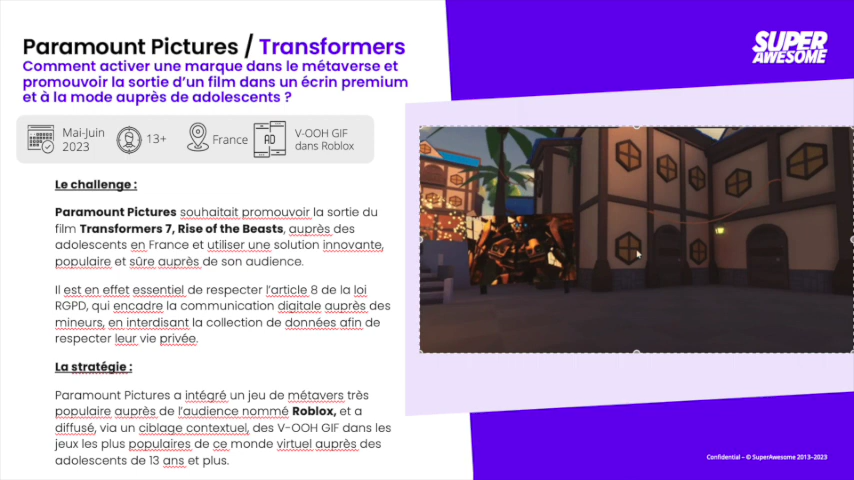 Paramount Pictures / Transformers
Comment activer une marque dans le métaverse et
promouvoir la sortie d'un film dans un écrin premium
et à la mode auprès de adolescents ?
SUPER
AWESOME
Mai-Juin
2023
13+
France
AD
V-OOH GIF
dans Roblox
Le challenge :
Paramount Pictures souhaitait promouvoir la sortie du
film Transformers 7, Rise of the Beasts, auprès des
adolescents en France et utiliser une solution innovante,
populaire et sûre auprès de son audience.
Il est en effet essentiel de respecter l'article 8 de la loi
RGPD, qui encadre la communication digitale auprès des
mineurs, en interdisant la collection de données afin de
respecter leur vie privée.
La stratégie :
Paramount Pictures a intégré un jeu de métavers très
populaire auprès de l'audience nommé Roblox, et a
diffusé, via un ciblage contextuel, des V-OOH GIF dans les
jeux les plus populaires de ce monde virtuel auprès des
adolescents de 13 ans et plus.
Confidential – © SuperAwesome 2013–2023